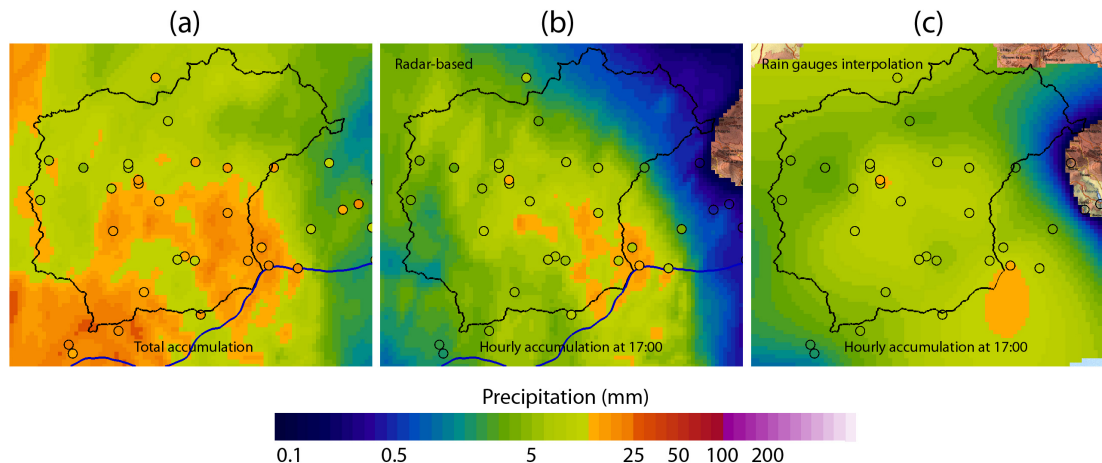 (a) (b) (c)
Radar-based
Rain gauges interpolation
Total accumulation
Hourly accumulation at 17:00
Hourly accumulation at 17:00
Precipitation (mm)
0.1 0.5 5 25 50 100 200